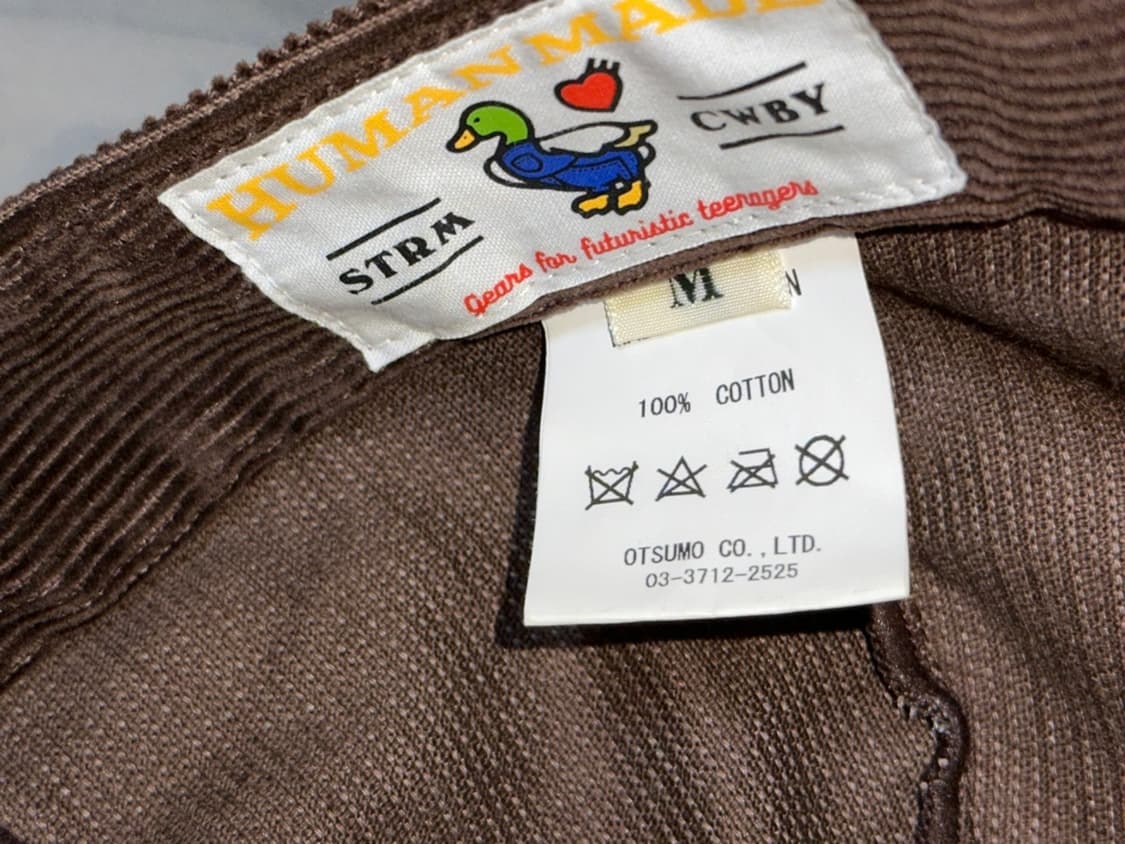 HUMAN MADE
STRM
CWBY
Gears for futuristic teenagers
M
N
100% COTTON
OTSUMO CO.,LTD.
03-3712-2525